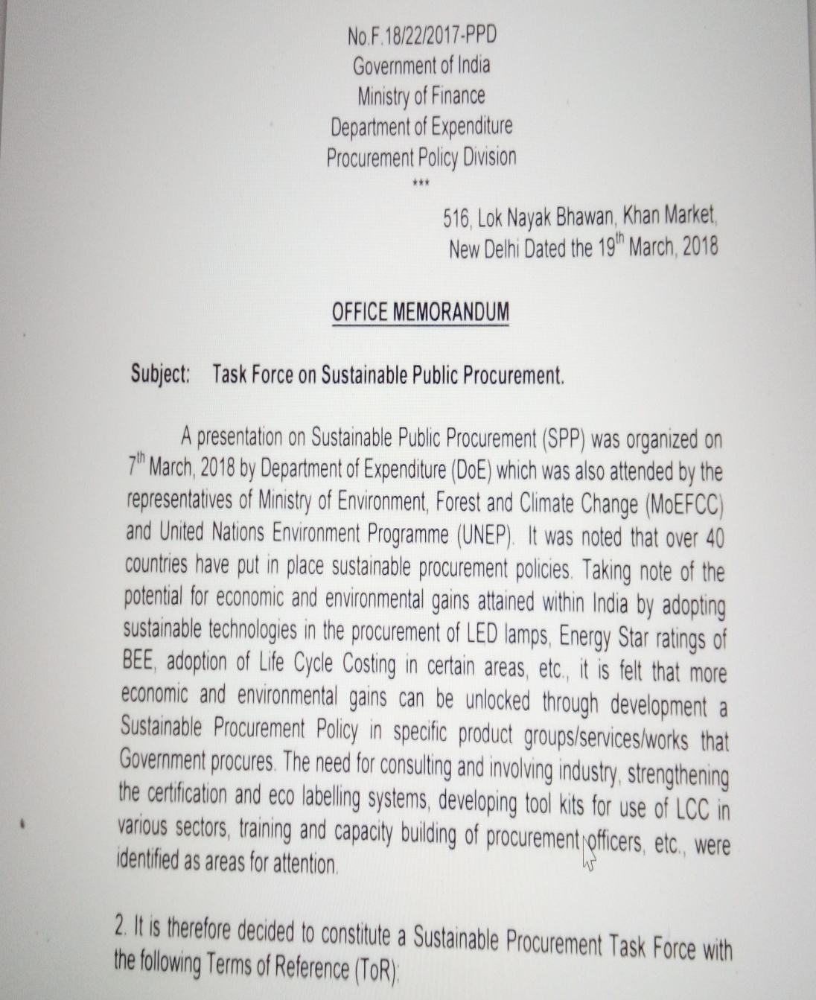 No.F.18/22/2017-PPD
Government of India
Ministry of Finance
Department of Expenditure
Procurement Policy Division
***
516, Lok Nayak Bhawan, Khan Market,
New Delhi Dated the 19th March, 2018
OFFICE MEMORANDUM
Subject: Task Force on Sustainable Public Procurement.
A presentation on Sustainable Public Procurement (SPP) was organized on
7th March, 2018 by Department of Expenditure (DoE) which was also attended by the
representatives of Ministry of Environment, Forest and Climate Change (MoEFCC)
and United Nations Environment Programme (UNEP). It was noted that over 40
countries have put in place sustainable procurement policies. Taking note of the
potential for economic and environmental gains attained within India by adopting
sustainable technologies in the procurement of LED lamps, Energy Star ratings of
BEE, adoption of Life Cycle Costing in certain areas, etc., it is felt that more
economic and environmental gains can be unlocked through development a
Sustainable Procurement Policy in specific product groups/services/works that
Government procures. The need for consulting and involving industry, strengthening
the certification and eco labelling systems, developing tool kits for use of LCC in
various sectors, training and capacity building of procurement officers, etc., were
identified as areas for attention.
2. It is therefore decided to constitute a Sustainable Procurement Task Force with
the following Terms of Reference (ToR):